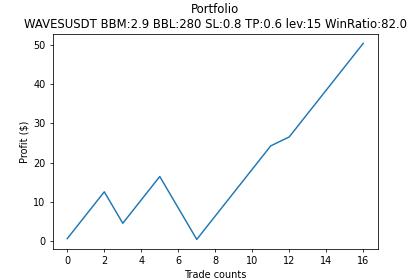 Portfolio
WAVESUSDT BBM:2.9 BBL:280 SL:0.8 TP:0.6 lev:15 WinRatio:82.0
50
40
30
20
10
0
Profit ($)
0 2 4 6 8 10 12 14 16
Trade counts